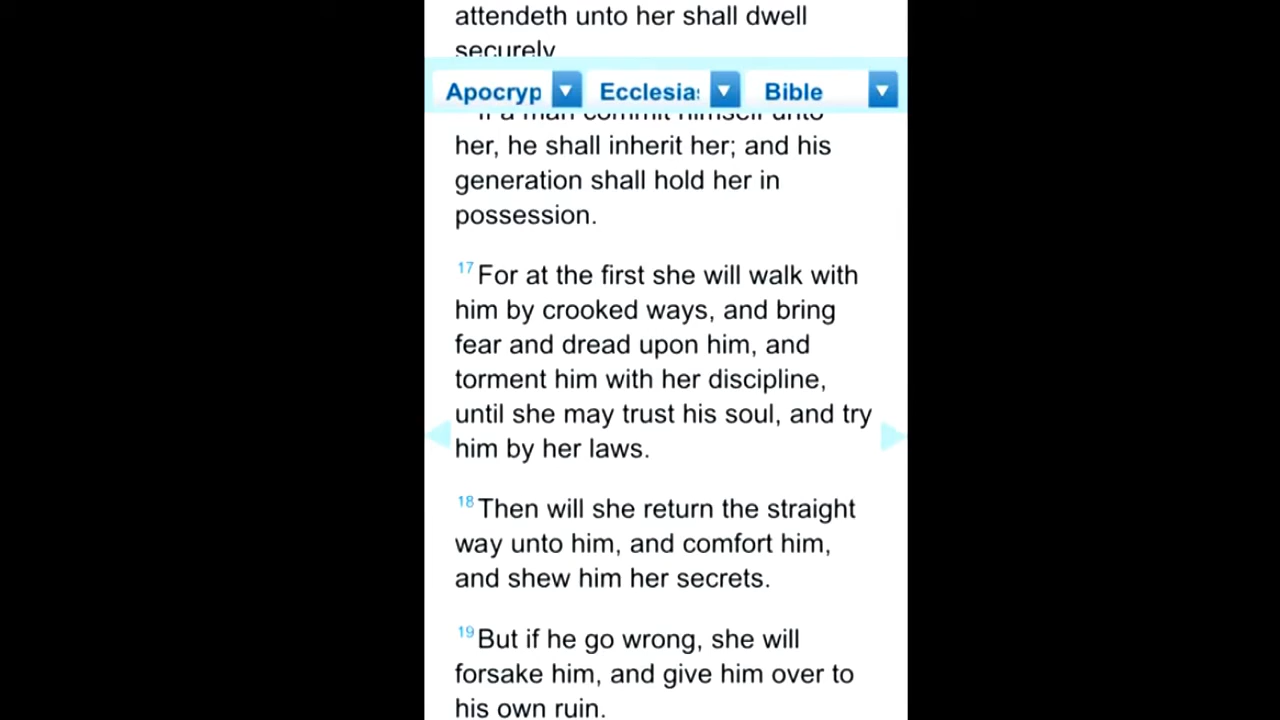 attendeth unto her shall dwell
securely
Apocryp Ecclesia: Bible
If a man commit himself unto
her, he shall inherit her; and his
generation shall hold her in
possession.
17 For at the first she will walk with
him by crooked ways, and bring
fear and dread upon him, and
torment him with her discipline,
until she may trust his soul, and try
him by her laws.
18 Then will she return the straight
way unto him, and comfort him,
and shew him her secrets.
19 But if he go wrong, she will
forsake him, and give him over to
his own ruin.